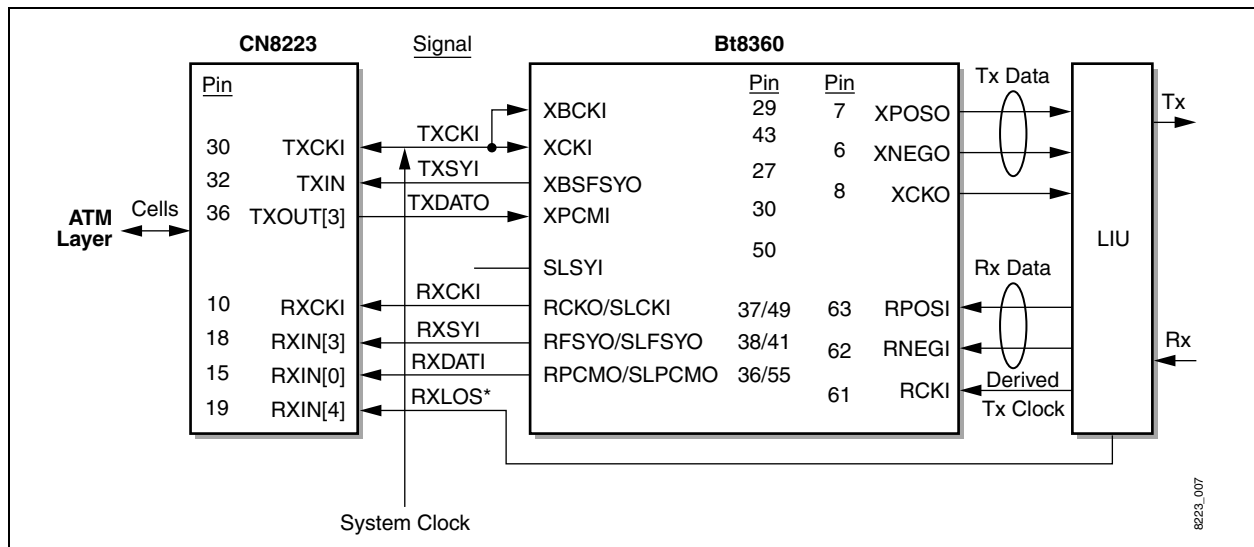 CN8223 Signal Bt8360
Pin Pin Pin Tx Data
XBCKI 29 7 XPOSO Tx
30 TXCKI TXCKI XCKI 43 6 XNEGO
32 TXIN TXSYI XBSFSYO 27 8 XCKO
ATM Layer Cells 36 TXOUT[3] TXDATO XPCMI 30
LIU
SLSYI 50 Rx Data
10 RXCKI RXCKI RCKO/SLCKI 37/49 63 RPOSI
18 RXIN[3] RXSYI RFSYO/SLFSYO 38/41 62 RNEGI Rx
15 RXIN[0] RXDATI RPCMO/SLPCMO 36/55
19 RXIN[4] RXLOS* 61 RCKI Derived Tx Clock
System Clock
8223_007